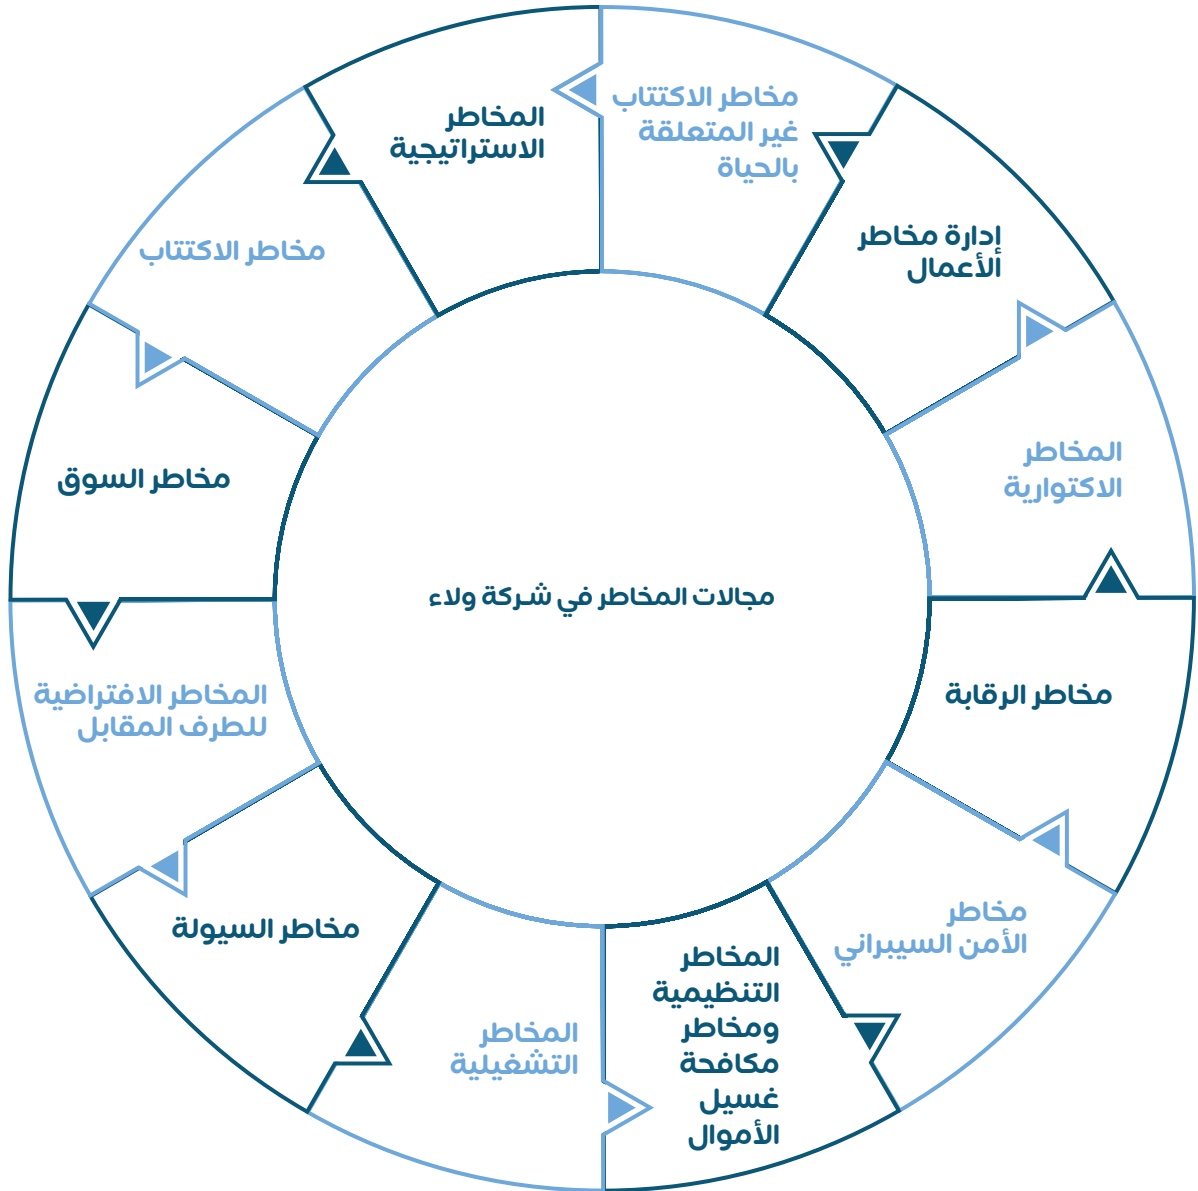 مخاطر الاكتتاب
غير المتعلقة
بالحياة
إدارة مخاطر
الأعمال
المخاطر
الاكتوارية
مخاطر الرقابة
مخاطر
الأمن السيبراني
المخاطر
التنظيمية
ومخاطر
مكافحة
غسيل
الأموال
المخاطر
التشغيلية
مخاطر السيولة
المخاطر الافتراضية
للطرف المقابل
مخاطر السوق
مخاطر الاكتتاب
المخاطر
الاستراتيجية
مجالات المخاطر في شركة ولاء